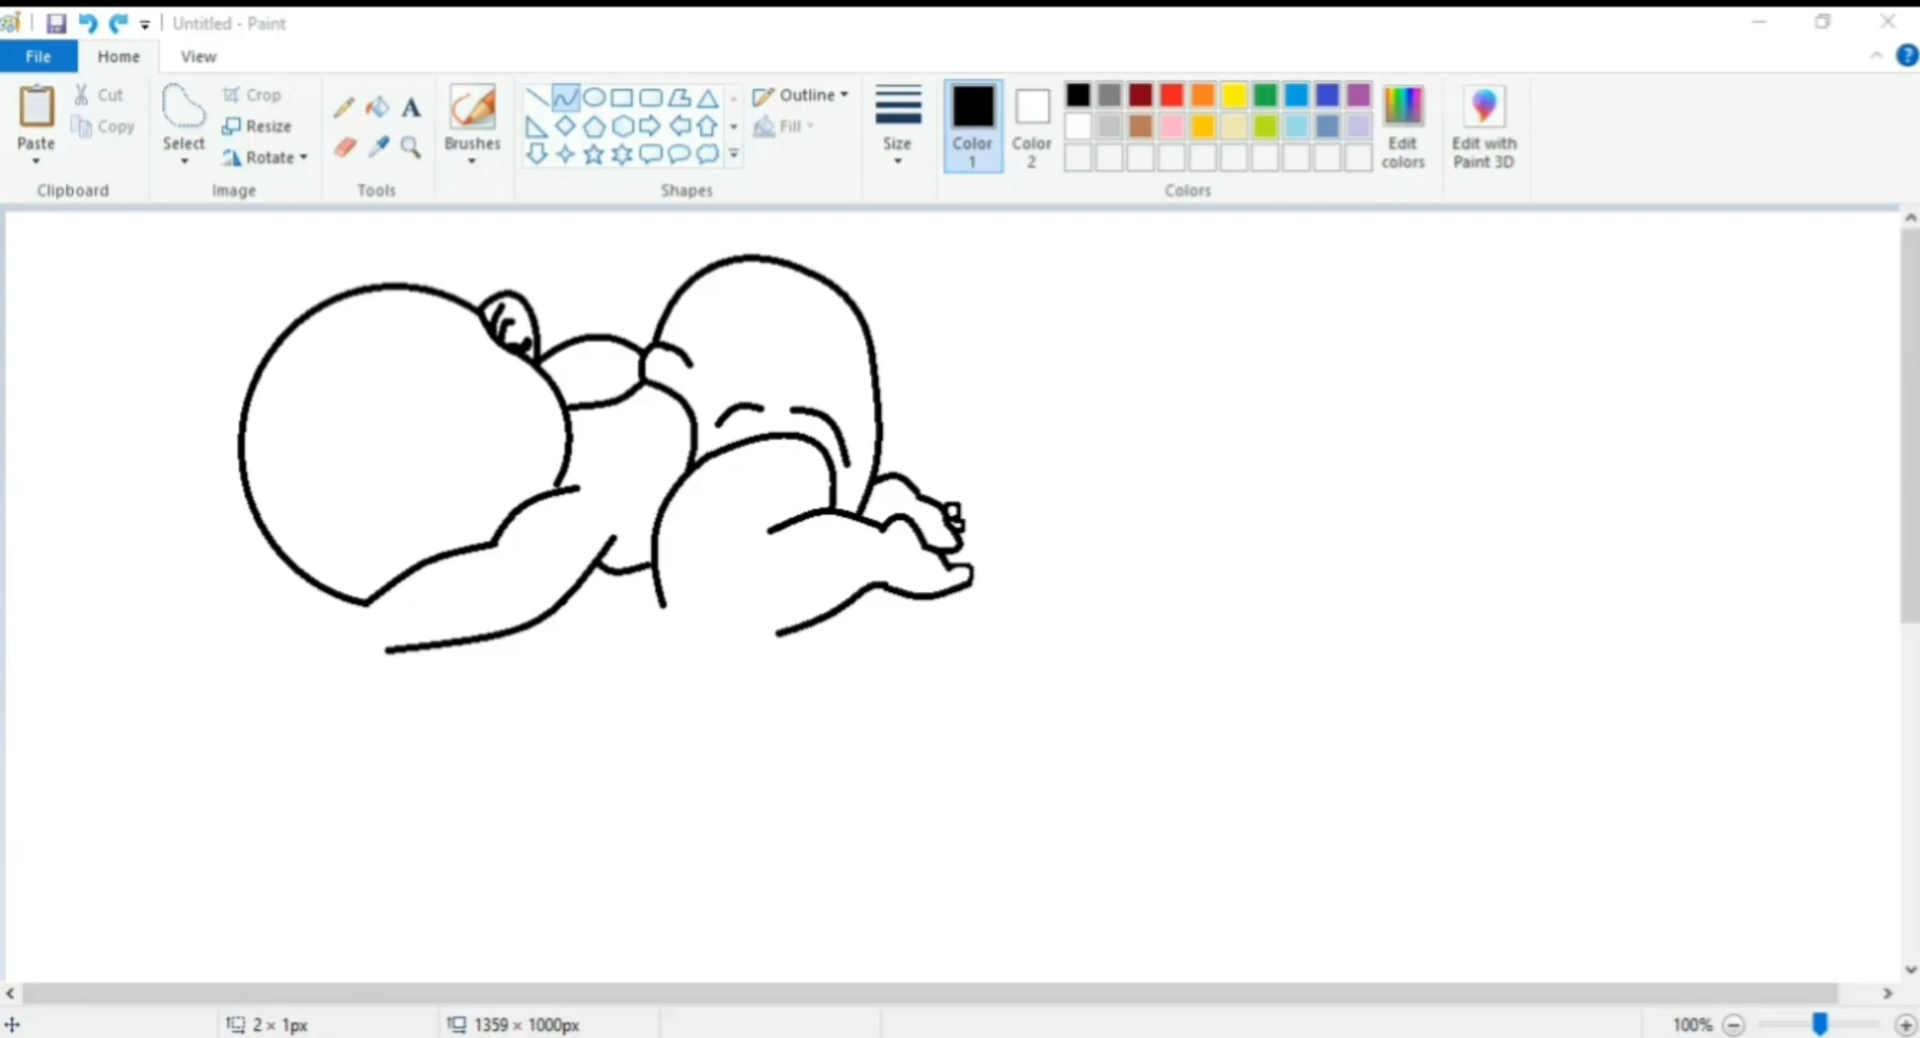 Untitled - Paint
File Home View
Paste Cut Copy
Clipboard
Select Crop Resize Rotate
Image
A
Tools
Brushes
Outline Fill
Shapes
Size
Color 1
Color 2
Edit colors
Colors
Edit with Paint 3D
2 × 1px
1359 × 1000px
100%